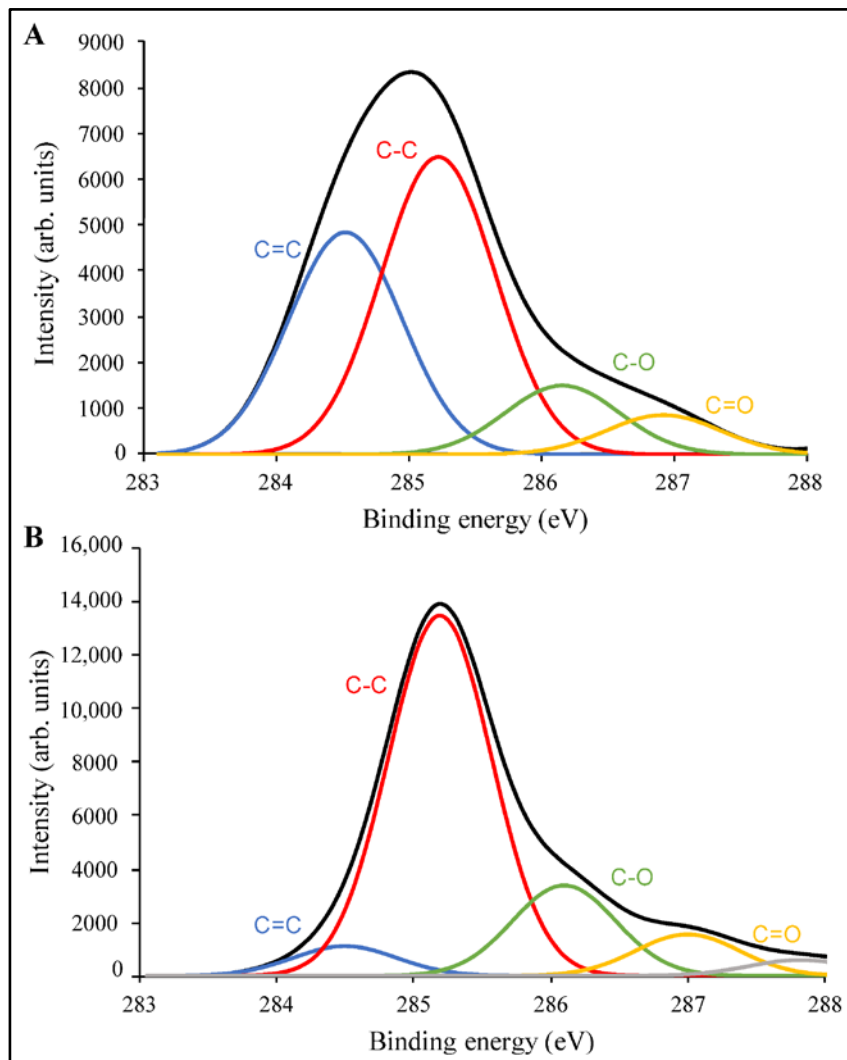 A
9000
8000
7000
6000
5000
4000
3000
2000
1000
0
Intensity (arb. units)
C-C
C=C
C-O
C=O
283 284 285 286 287 288
Binding energy (eV)
B
16,000
14,000
12,000
10,000
8000
6000
4000
2000
0
Intensity (arb. units)
C-C
C-O
C=C
C=O
283 284 285 286 287 288
Binding energy (eV)